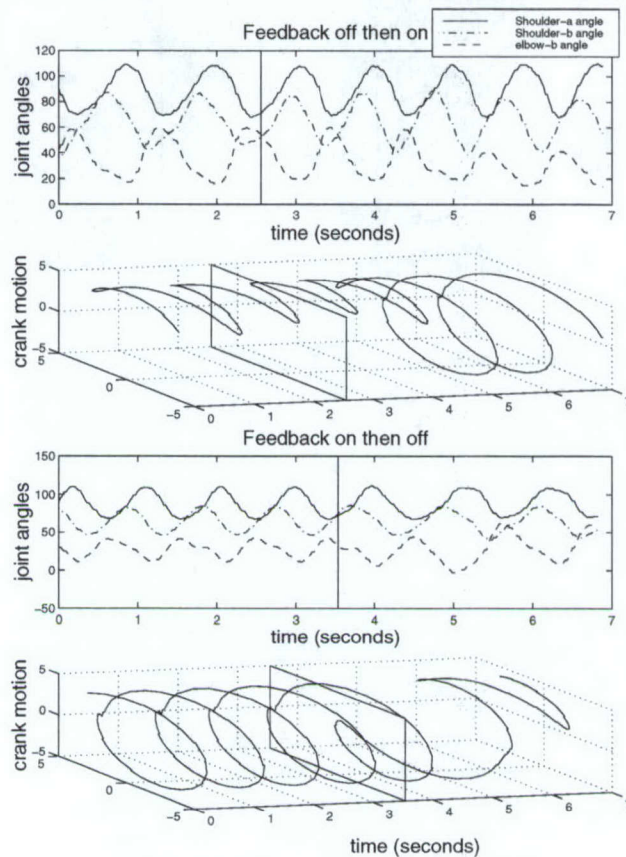 Shoulder-a angle
Shoulder-b angle
elbow-b angle
Feedback off then on
120
100
80
60
40
20
0
joint angles
0 1 2 3 4 5 6 7
time (seconds)
5
0
-5
crank motion
5
0
-5
0 1 2 3 4 5 6 7
Feedback on then off
150
100
50
0
-50
joint angles
0 1 2 3 4 5 6 7
time (seconds)
5
0
-5
crank motion
5
0
-5
0 1 2 3 4 5 6 7
time (seconds)